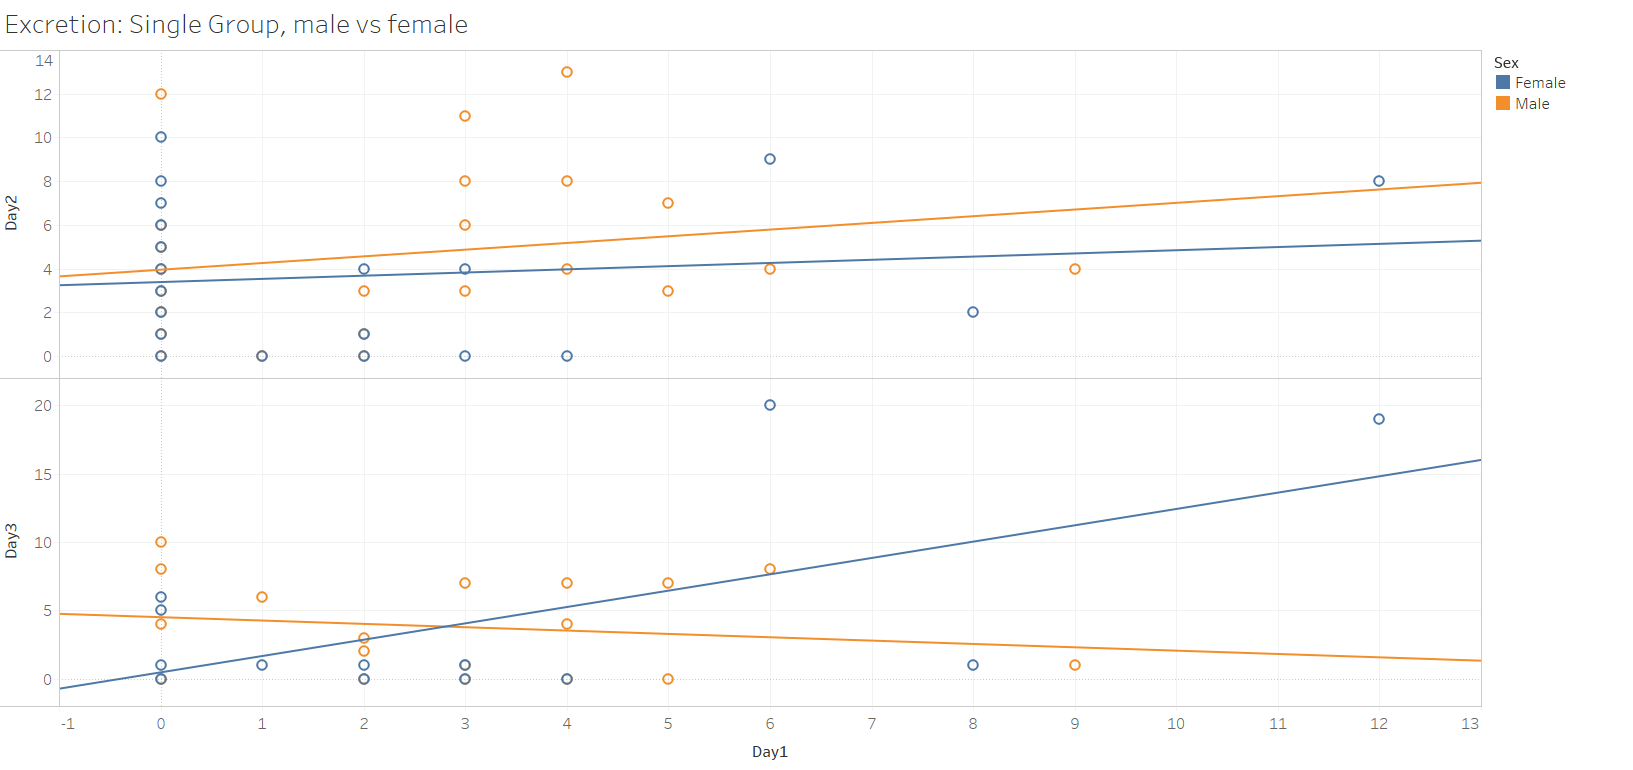 Excretion: Single Group, male vs female
Sex
Female
Male
14
12
10
8
6
4
2
0
Day2
20
15
10
5
0
Day3
-1 0 1 2 3 4 5 6 7 8 9 10 11 12 13
Day1